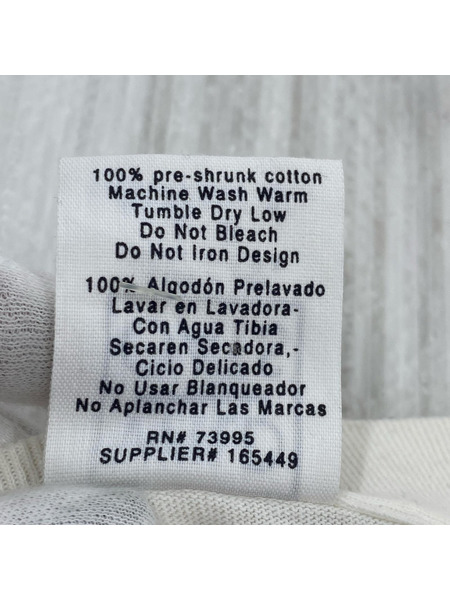 100% pre-shrunk cotton
Machine Wash Warm
Tumble Dry Low
Do Not Bleach
Do Not Iron Design
100% Algodón Prelavado
Lavar en Lavadora-
Con Agua Tibia
Secaren Secadora,-
Ciclo Delicado
No Usar Blanqueador
No Aplanchar Las Marcas
RN# 73995
SUPPLIER# 165449